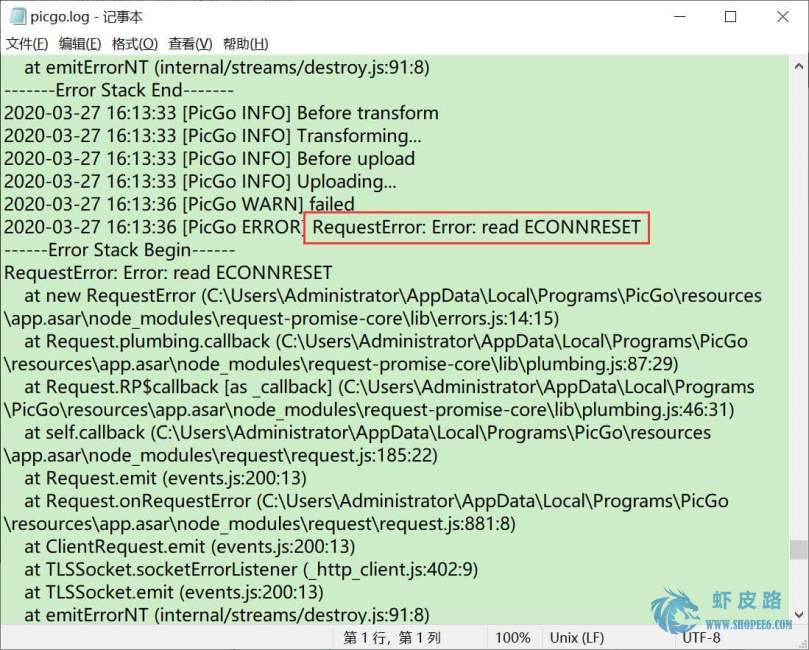 picgo.log - 记事本
文件(F) 编辑(E) 格式(O) 查看(V) 帮助(H)
at emitErrorNT (internal/streams/destroy.js:91:8)
-------Error Stack End-------
2020-03-27 16:13:33 [PicGo INFO] Before transform
2020-03-27 16:13:33 [PicGo INFO] Transforming...
2020-03-27 16:13:33 [PicGo INFO] Before upload
2020-03-27 16:13:33 [PicGo INFO] Uploading...
2020-03-27 16:13:36 [PicGo WARN] failed
2020-03-27 16:13:36 [PicGo ERROR] RequestError: Error: read ECONNRESET
------Error Stack Begin------
RequestError: Error: read ECONNRESET
at new RequestError (C:\Users\Administrator\AppData\Local\Programs\PicGo\resources
\app.asar\node_modules\request-promise-core\lib\errors.js:14:15)
at Request.plumbing.callback (C:\Users\Administrator\AppData\Local\Programs\PicGo
\resources\app.asar\node_modules\request-promise-core\lib\plumbing.js:87:29)
at Request.RP$callback [as _callback] (C:\Users\Administrator\AppData\Local\Programs
\PicGo\resources\app.asar\node_modules\request-promise-core\lib\plumbing.js:46:31)
at self.callback (C:\Users\Administrator\AppData\Local\Programs\PicGo\resources
\app.asar\node_modules\request\request.js:185:22)
at Request.emit (events.js:200:13)
at Request.onRequestError (C:\Users\Administrator\AppData\Local\Programs\PicGo
\resources\app.asar\node_modules\request\request.js:881:8)
at ClientRequest.emit (events.js:200:13)
at TLSSocket.socketErrorListener (_http_client.js:402:9)
at TLSSocket.emit (events.js:200:13)
at emitErrorNT (internal/streams/destroy.js:91:8)
虾皮路
WWW.SHOPEE6.COM
第 1 行，第 1 列 100% Unix (LF) UTF-8